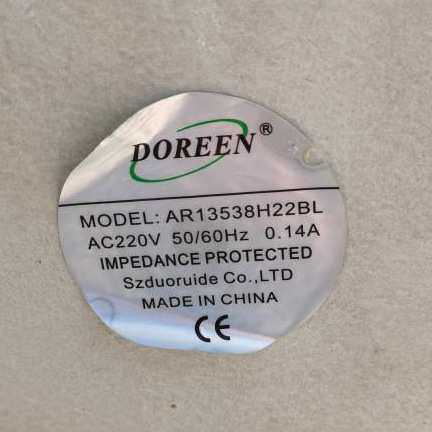 DOREEN®
MODEL: AR13538H22BL
AC220V 50/60Hz 0.14A
IMPEDANCE PROTECTED
Szduoruide Co.,LTD
MADE IN CHINA
CE